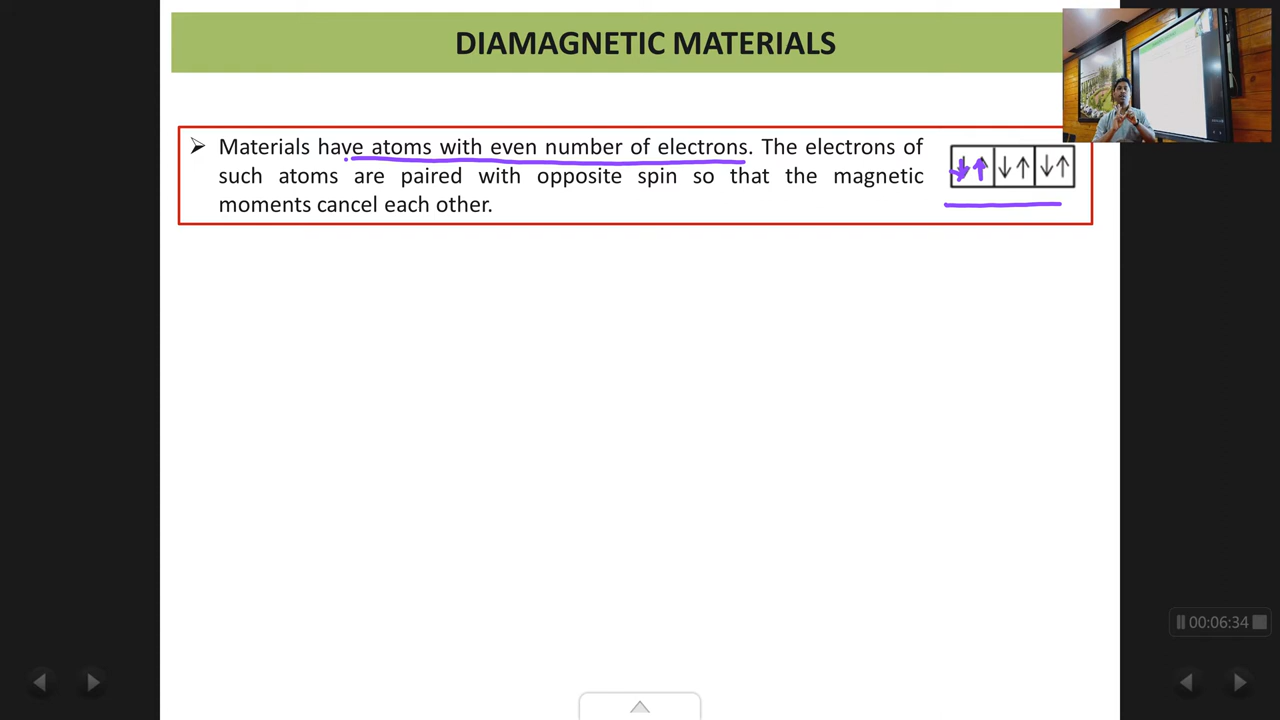 DIAMAGNETIC MATERIALS
➢ Materials have atoms with even number of electrons. The electrons of
such atoms are paired with opposite spin so that the magnetic
moments cancel each other.
00:06:34